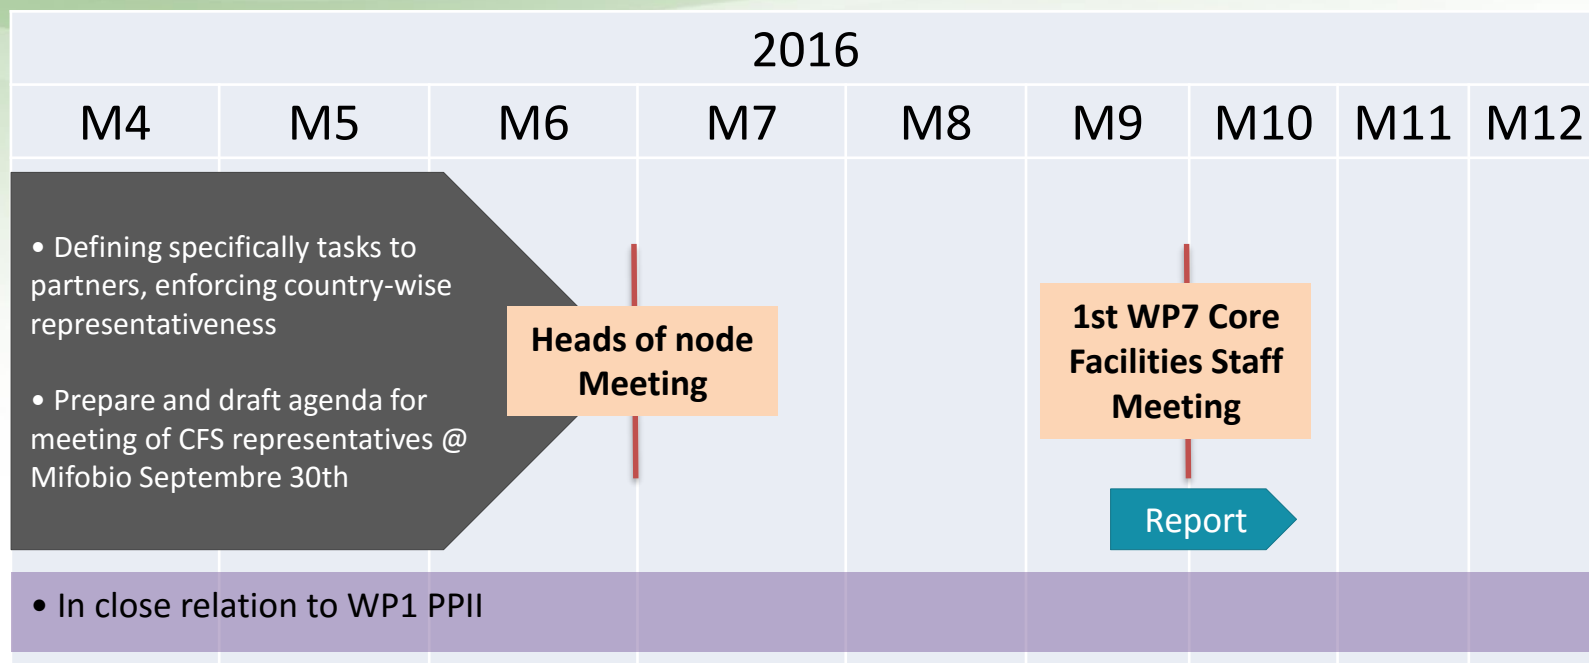 2016
M4 M5 M6 M7 M8 M9 M10 M11 M12
• Defining specifically tasks to
partners, enforcing country-wise
representativeness
• Prepare and draft agenda for
meeting of CFS representatives @
Mifobio Septembre 30th
Heads of node
Meeting
1st WP7 Core
Facilities Staff
Meeting
Report
• In close relation to WP1 PPII